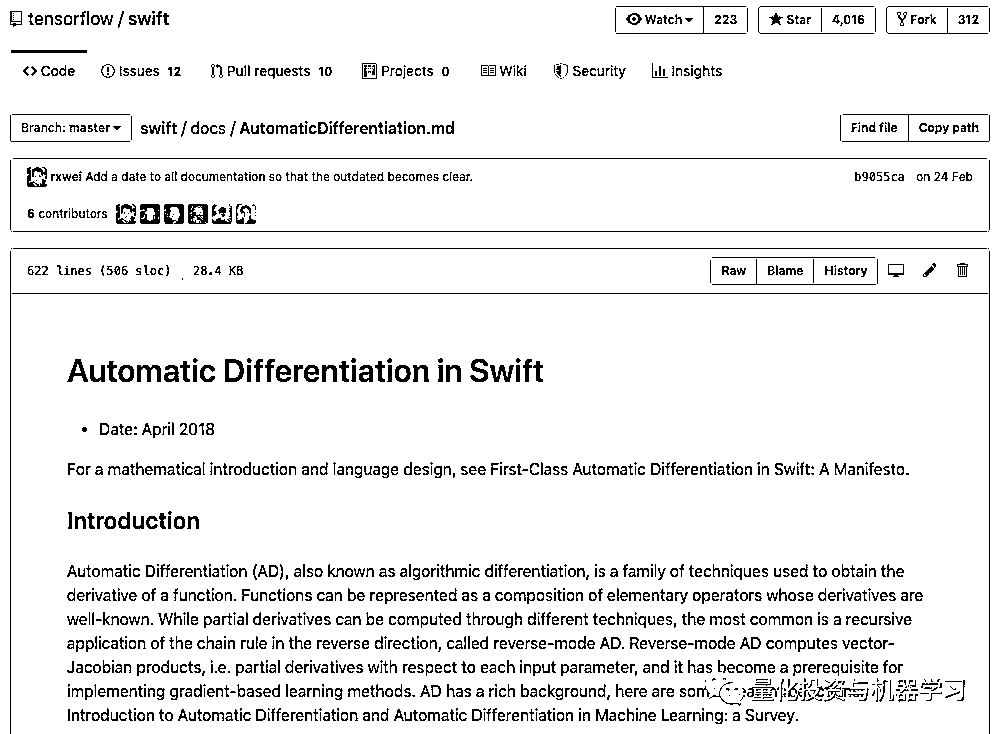 tensorflow / swift
Watch 223 Star 4,016 Fork 312
Code Issues 12 Pull requests 10 Projects 0 Wiki Security Insights
Branch: master swift / docs / AutomaticDifferentiation.md Find file Copy path
rxwei Add a date to all documentation so that the outdated becomes clear. b9055ca on 24 Feb
6 contributors
622 lines (506 sloc) 28.4 KB Raw Blame History
Automatic Differentiation in Swift
• Date: April 2018
For a mathematical introduction and language design, see First-Class Automatic Differentiation in Swift: A Manifesto.
Introduction
Automatic Differentiation (AD), also known as algorithmic differentiation, is a family of techniques used to obtain the
derivative of a function. Functions can be represented as a composition of elementary operators whose derivatives are
well-known. While partial derivatives can be computed through different techniques, the most common is a recursive
application of the chain rule in the reverse direction, called reverse-mode AD. Reverse-mode AD computes vector-
Jacobian products, i.e. partial derivatives with respect to each input parameter, and it has become a prerequisite for
implementing gradient-based learning methods. AD has a rich background, here are some
量化投资与机器学习
Introduction to Automatic Differentiation and Automatic Differentiation in Machine Learning: a Survey.